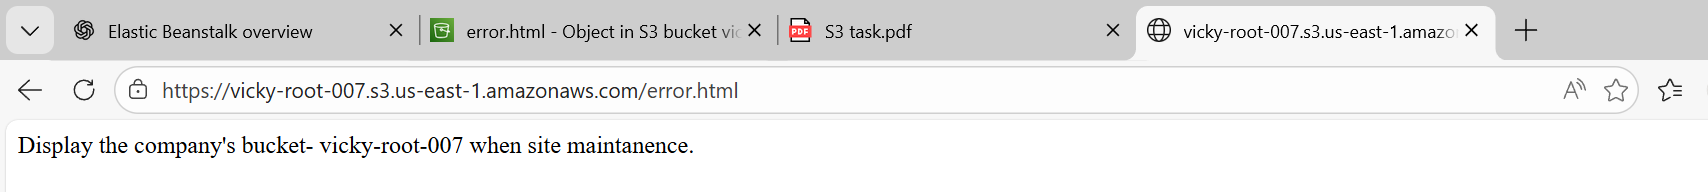 Elastic Beanstalk overview
error.html - Object in S3 bucket vic
PDF
S3 task.pdf
vicky-root-007.s3.us-east-1.amazo
https://vicky-root-007.s3.us-east-1.amazonaws.com/error.html
A
Display the company's bucket- vicky-root-007 when site maintanence.